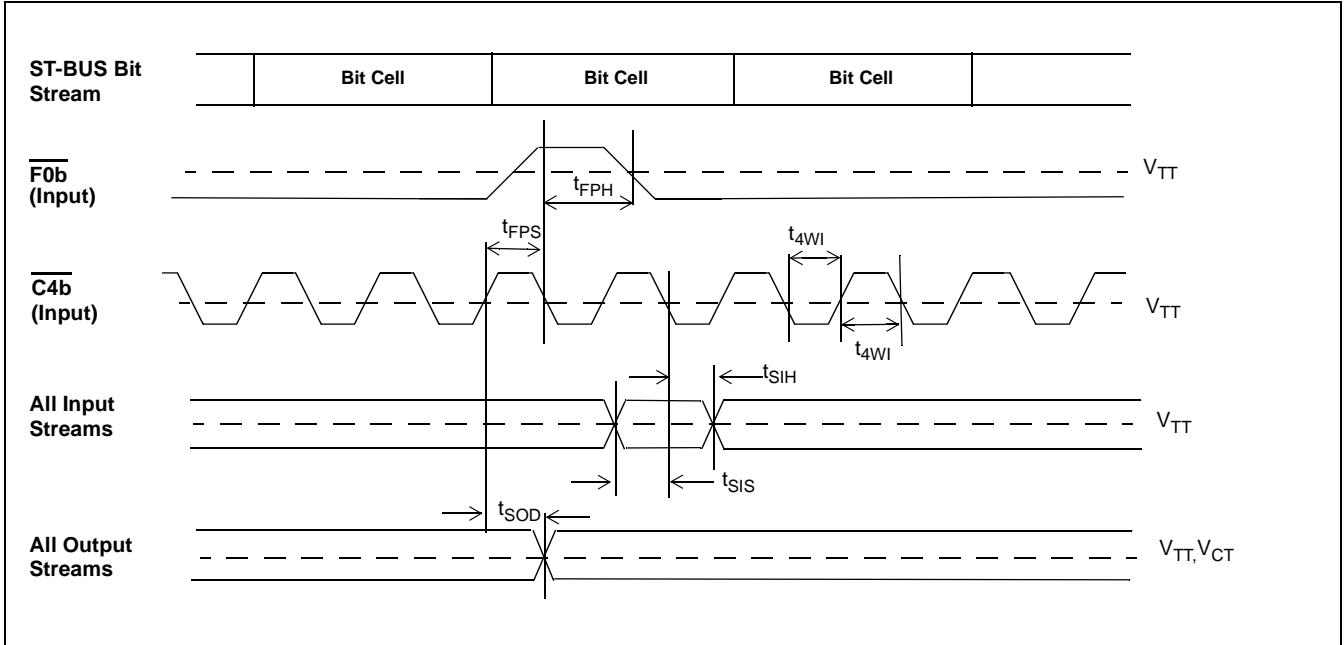 ST-BUS Bit
Stream
Bit Cell
Bit Cell
Bit Cell
F0b
(Input)
VTT
tFPH
tFPS
t4WI
C4b
(Input)
VTT
t4WI
tSIH
All Input
Streams
VTT
tSIS
tSOD
All Output
Streams
VTT,VCT